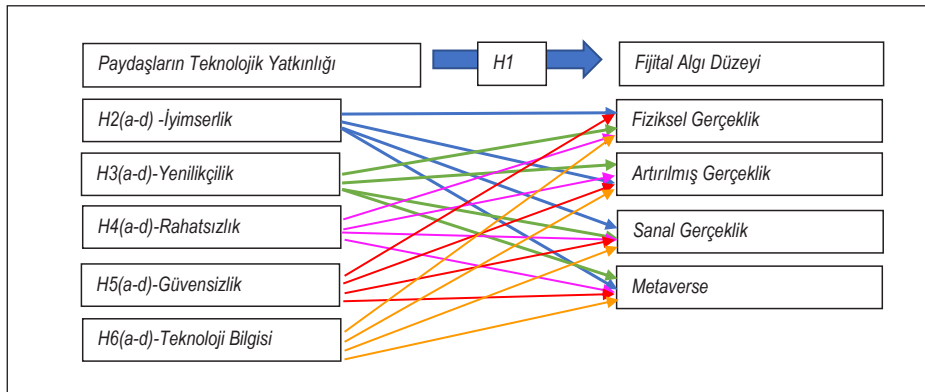 Paydaşların Teknolojik Yatkınlığı
H1
Fijital Algı Düzeyi
H2(a-d) -İyimserlik
Fiziksel Gerçeklik
H3(a-d)-Yenilikçilik
Artırılmış Gerçeklik
H4(a-d)-Rahatsızlık
Sanal Gerçeklik
H5(a-d)-Güvensizlik
Metaverse
H6(a-d)-Teknoloji Bilgisi